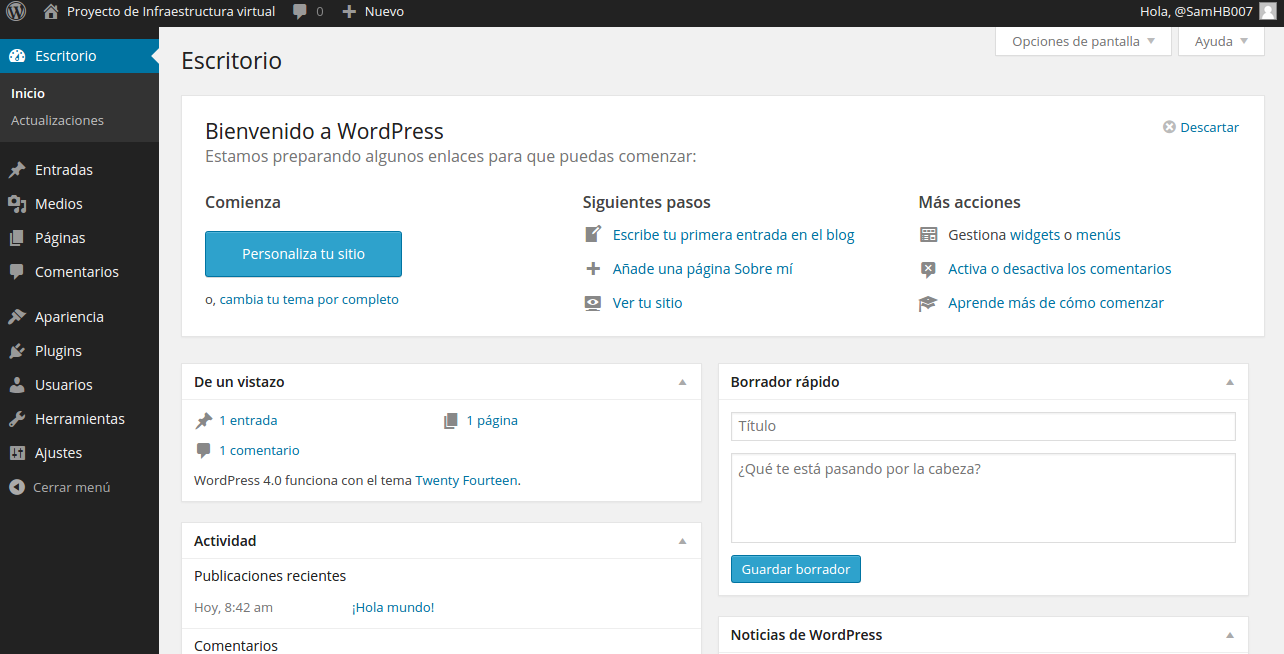 Proyecto de Infraestructura virtual 0 Nuevo Hola, @SamHB007
Escritorio
Inicio
Actualizaciones
Entradas
Medios
Páginas
Comentarios
Apariencia
Plugins
Usuarios
Herramientas
Ajustes
Cerrar menú
Opciones de pantalla Ayuda
Escritorio
Bienvenido a WordPress
Descartar
Estamos preparando algunos enlaces para que puedas comenzar:
Comienza
Personaliza tu sitio
o, cambia tu tema por completo
Siguientes pasos
Escribe tu primera entrada en el blog
Añade una página Sobre mí
Ver tu sitio
Más acciones
Gestiona widgets o menús
Activa o desactiva los comentarios
Aprende más de cómo comenzar
De un vistazo
1 entrada 1 página
1 comentario
WordPress 4.0 funciona con el tema Twenty Fourteen.
Actividad
Publicaciones recientes
Hoy, 8:42 am ¡Hola mundo!
Comentarios
Borrador rápido
Título
¿Qué te está pasando por la cabeza?
Guardar borrador
Noticias de WordPress